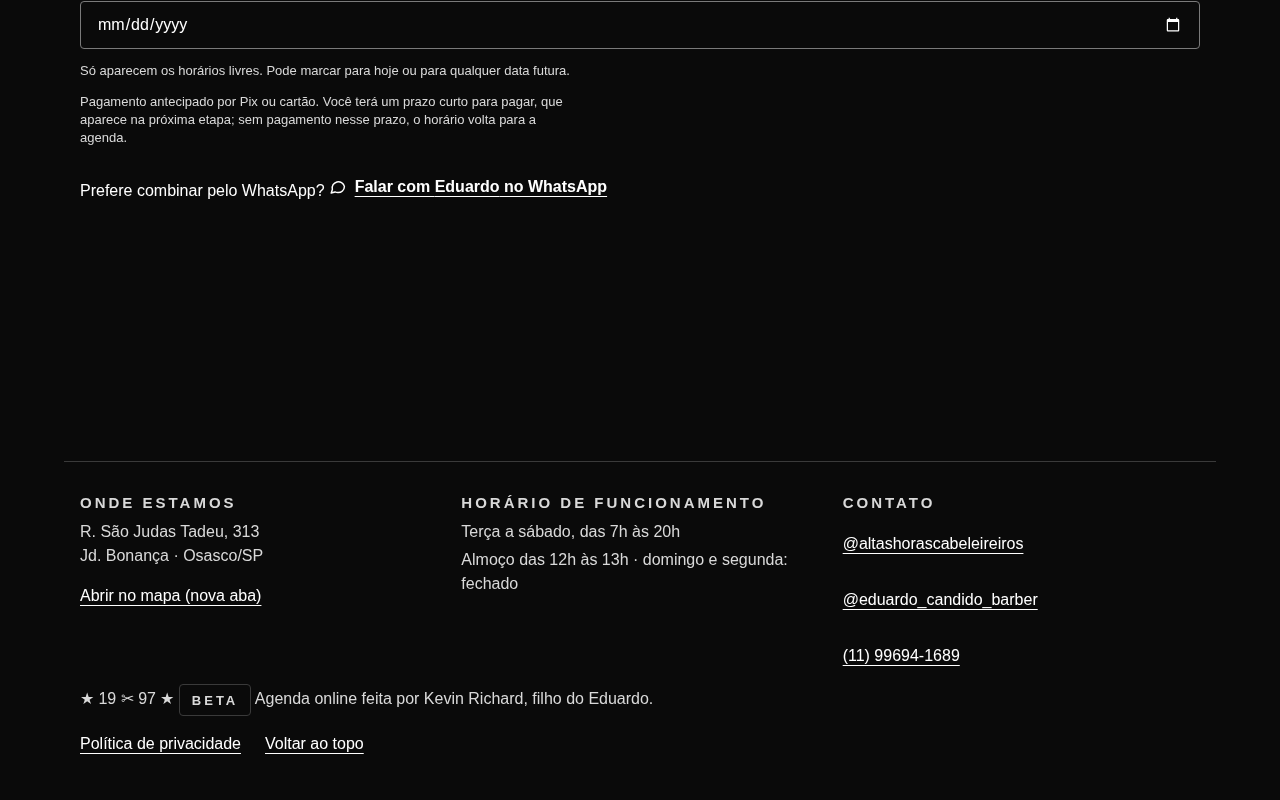 mm/dd/yyyy
Só aparecem os horários livres. Pode marcar para hoje ou para qualquer data futura.
Pagamento antecipado por Pix ou cartão. Você terá um prazo curto para pagar, que
aparece na próxima etapa; sem pagamento nesse prazo, o horário volta para a
agenda.
Prefere combinar pelo WhatsApp? Falar com Eduardo no WhatsApp
ONDE ESTAMOS
R. São Judas Tadeu, 313
Jd. Bonança · Osasco/SP
Abrir no mapa (nova aba)
HORÁRIO DE FUNCIONAMENTO
Terça a sábado, das 7h às 20h
Almoço das 12h às 13h · domingo e segunda:
fechado
CONTATO
@altashorascabeleireiros
@eduardo_candido_barber
(11) 99694-1689
★ 19 ✂ 97 ★ BETA Agenda online feita por Kevin Richard, filho do Eduardo.
Política de privacidade Voltar ao topo